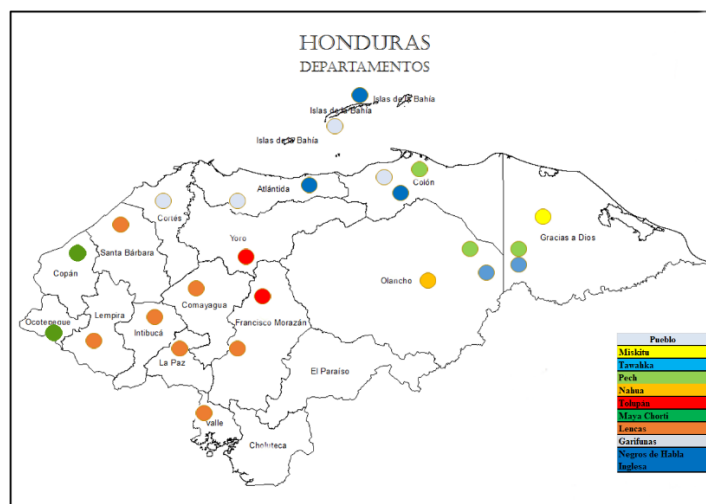 HONDURAS
DEPARTAMENTOS
Islas de la Bahía
Islas de la Bahía
Islas de la Bahía
Atlántida
Colón
Cortés
Yoro
Gracias a Dios
Santa Bárbara
Copán
Olancho
Comayagua
Ocotepeque
Lempira
Intibucá
Francisco Morazán
La Paz
El Paraíso
Valle
Choluteca
Pueblo
Miskitu
Tawahka
Pech
Nahua
Tolupán
Maya Chortí
Lencas
Garífunas
Negros de Habla
Inglesa